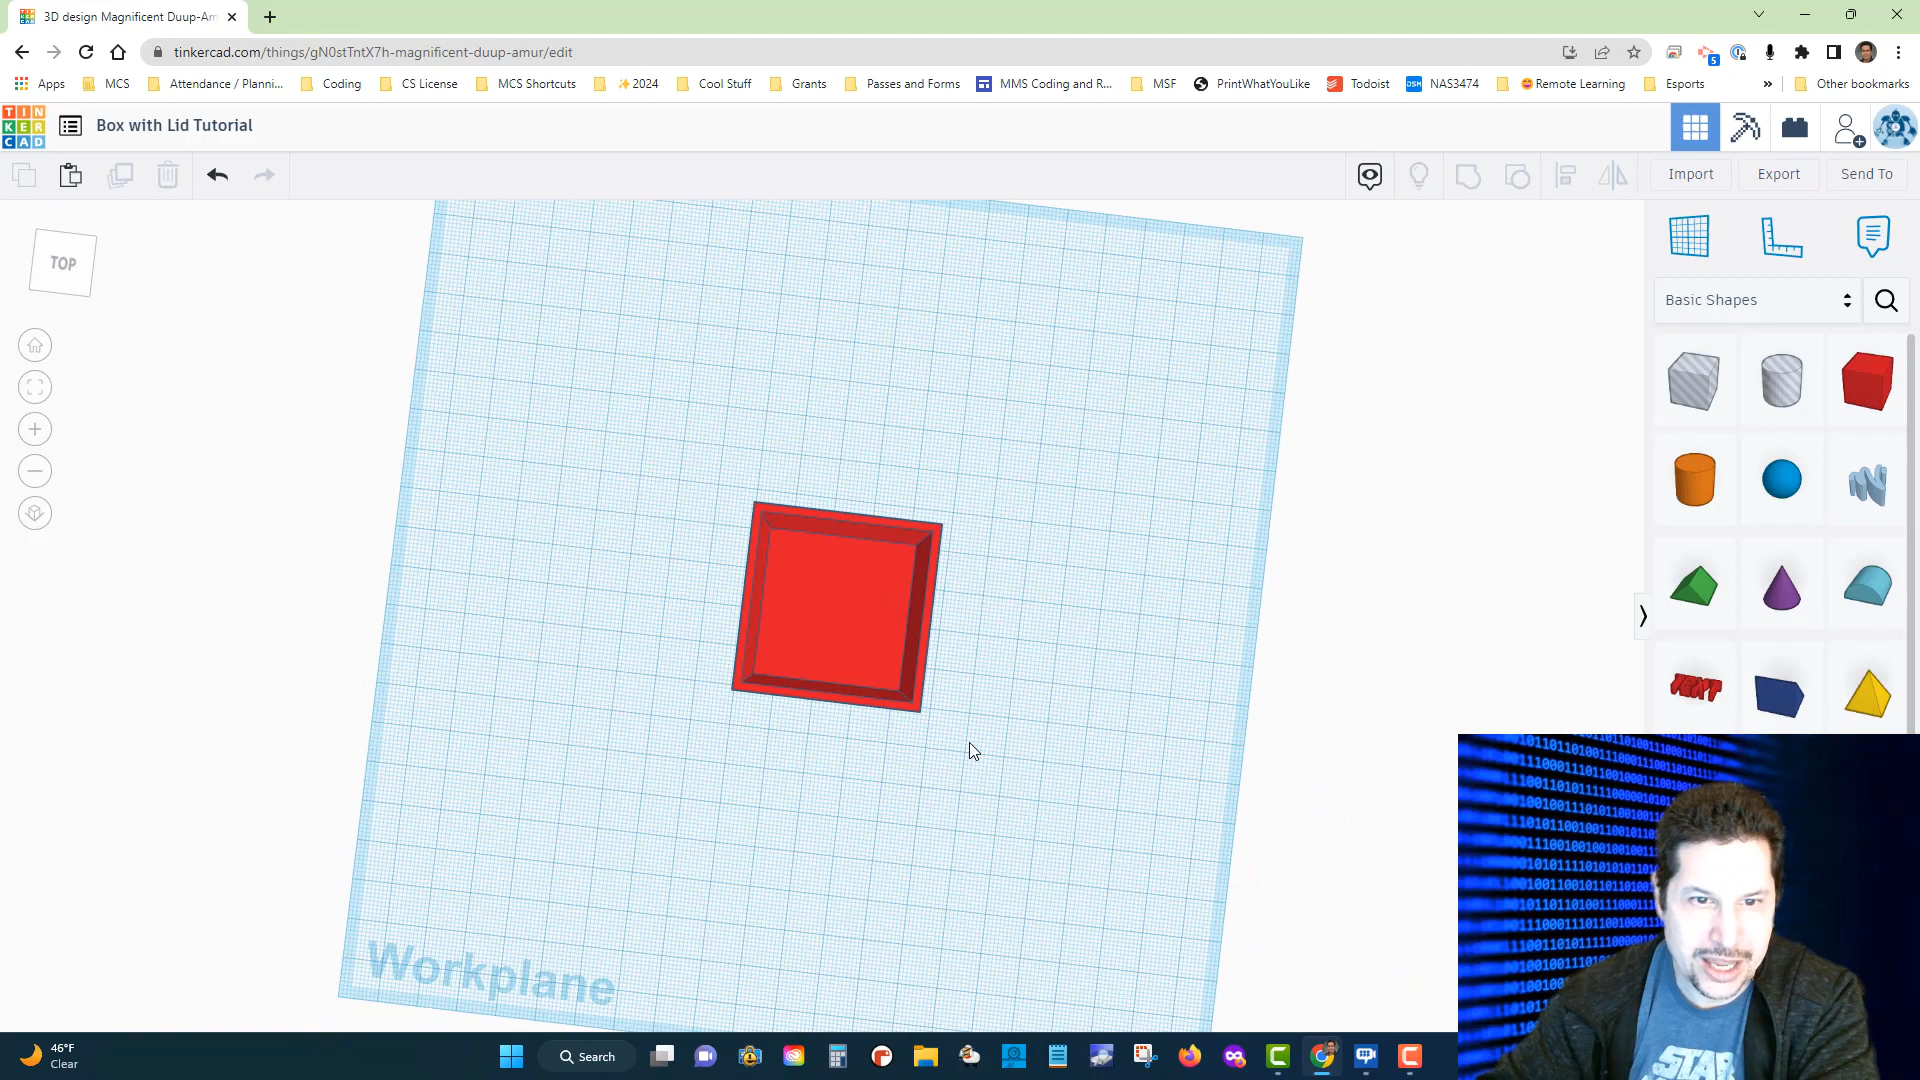 3D design Magnificent Duup-Am
tinkercad.com/things/gN0stTntX7h-magnificent-duup-amur/edit
Apps MCS Attendance / Planni... Coding CS License MCS Shortcuts ✨2024 Cool Stuff Grants Passes and Forms MMS Coding and R... MSF PrintWhatYouLike Todoist NAS3474 Remote Learning Esports » Other bookmarks
5
TIN
KER
CAD
Box with Lid Tutorial
Import Export Send To
TOP
Basic Shapes
TEXT
Workplane
STAR
46°F
Clear
Search